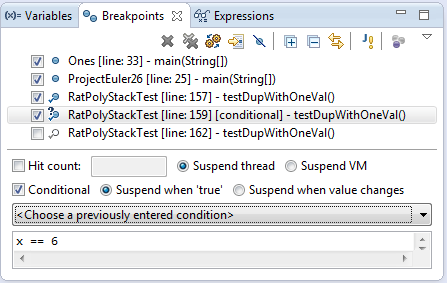 Variables Breakpoints Expressions
Ones [line: 33] - main(String[])
ProjectEuler26 [line: 25] - main(String[])
RatPolyStackTest [line: 157] - testDupWithOneVal()
RatPolyStackTest [line: 159] [conditional] - testDupWithOneVal()
RatPolyStackTest [line: 162] - testDupWithOneVal()
Hit count: Suspend thread Suspend VM
Conditional Suspend when 'true' Suspend when value changes
<Choose a previously entered condition>
x == 6